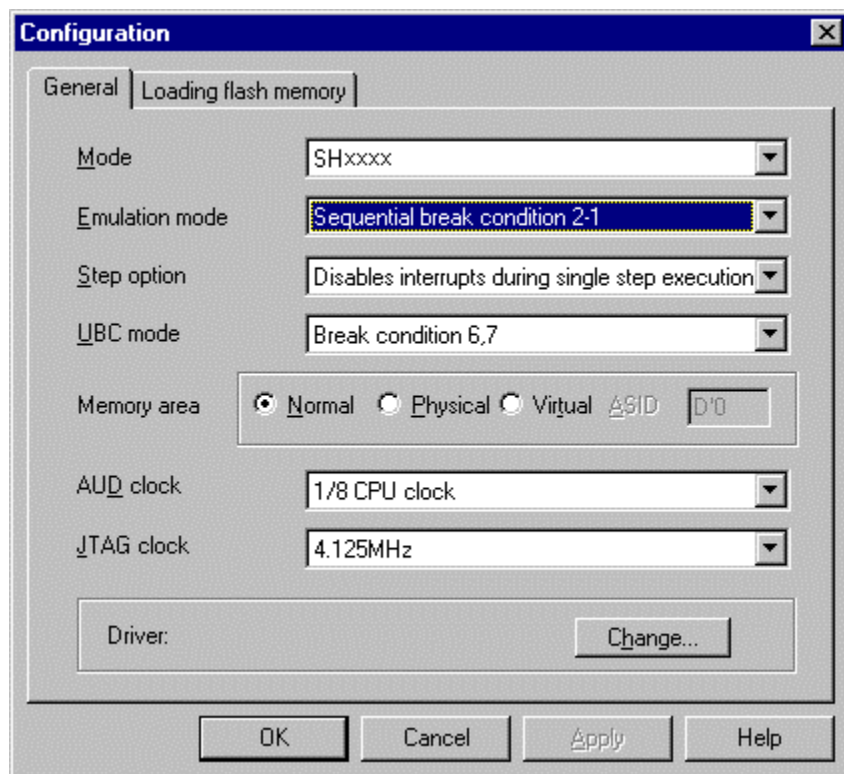 Configuration
General Loading flash memory
Mode SHxxxx
Emulation mode Sequential break condition 2-1
Step option Disables interrupts during single step execution
UBC mode Break condition 6,7
Memory area Normal Physical Virtual ASID D'0
AUD clock 1/8 CPU clock
JTAG clock 4.125MHz
Driver: Change...
OK Cancel Apply Help